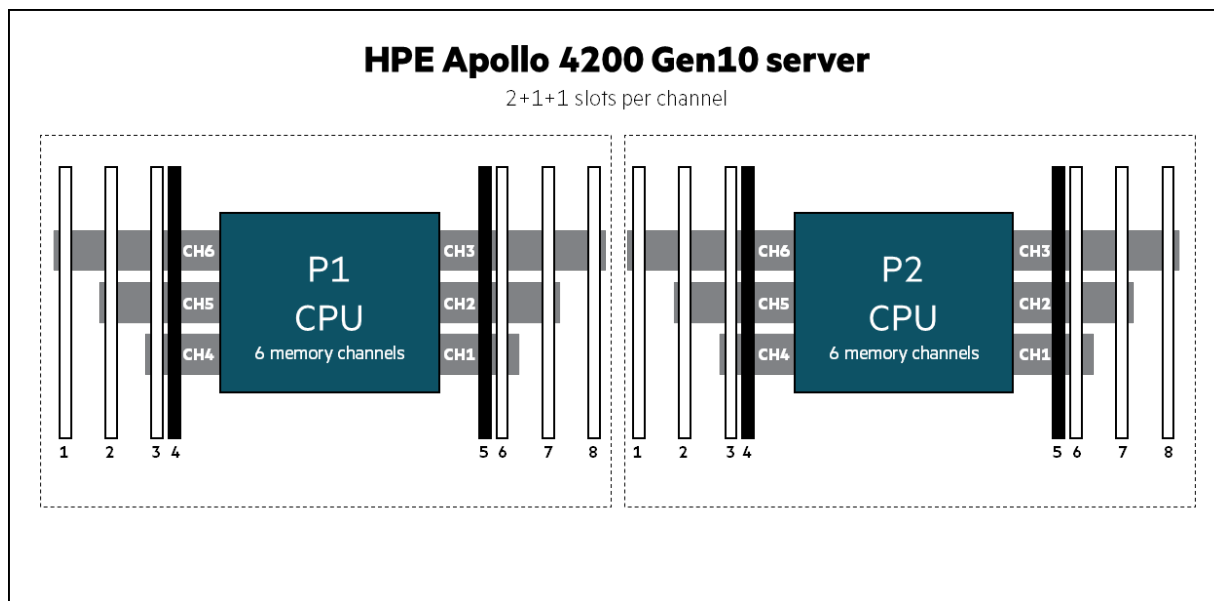 HPE Apollo 4200 Gen10 server
2+1+1 slots per channel
CH6
CH5
CH4
P1
CPU
6 memory channels
CH3
CH2
CH1
1 2 3 4 5 6 7 8
CH6
CH5
CH4
P2
CPU
6 memory channels
CH3
CH2
CH1
1 2 3 4 5 6 7 8